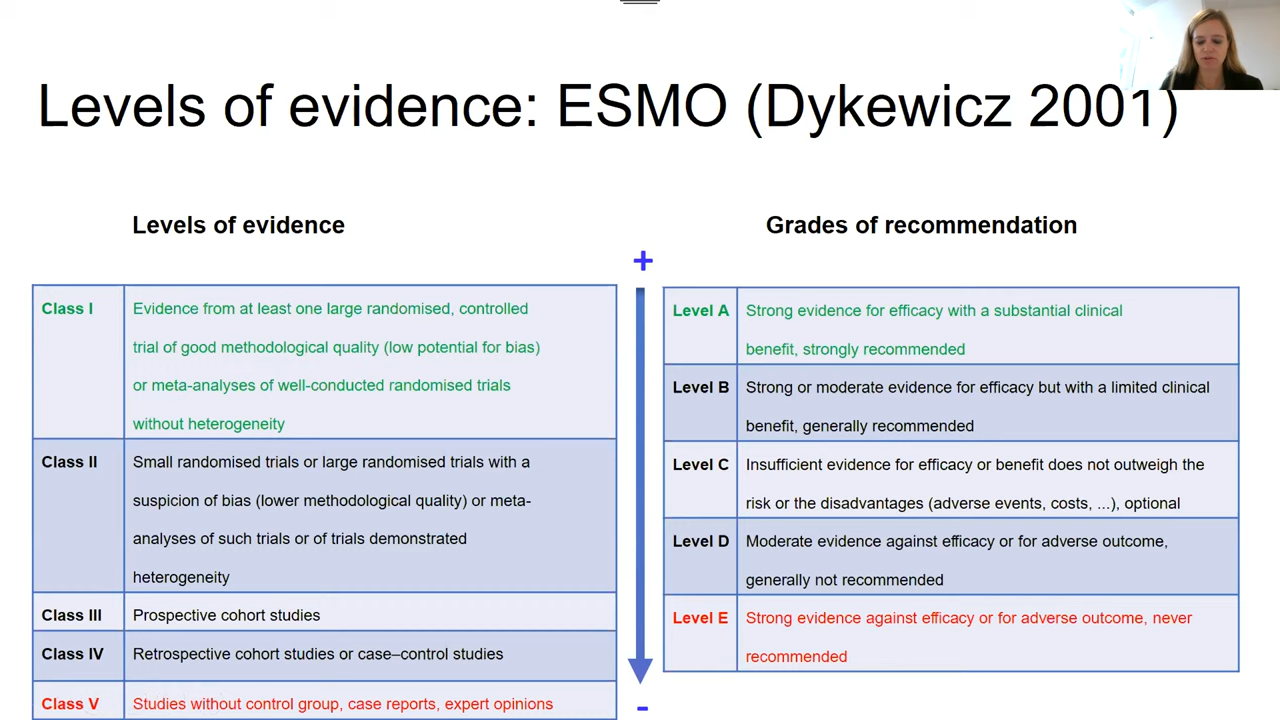 Levels of evidence: ESMO (Dykewicz 2001)
Levels of evidence
Grades of recommendation
+
Class I
Evidence from at least one large randomised, controlled
trial of good methodological quality (low potential for bias)
or meta-analyses of well-conducted randomised trials
without heterogeneity
Class II
Small randomised trials or large randomised trials with a
suspicion of bias (lower methodological quality) or meta-
analyses of such trials or of trials demonstrated
heterogeneity
Class III
Prospective cohort studies
Class IV
Retrospective cohort studies or case–control studies
Class V
Studies without control group, case reports, expert opinions
Level A
Strong evidence for efficacy with a substantial clinical
benefit, strongly recommended
Level B
Strong or moderate evidence for efficacy but with a limited clinical
benefit, generally recommended
Level C
Insufficient evidence for efficacy or benefit does not outweigh the
risk or the disadvantages (adverse events, costs, ...), optional
Level D
Moderate evidence against efficacy or for adverse outcome,
generally not recommended
Level E
Strong evidence against efficacy or for adverse outcome, never
recommended
-